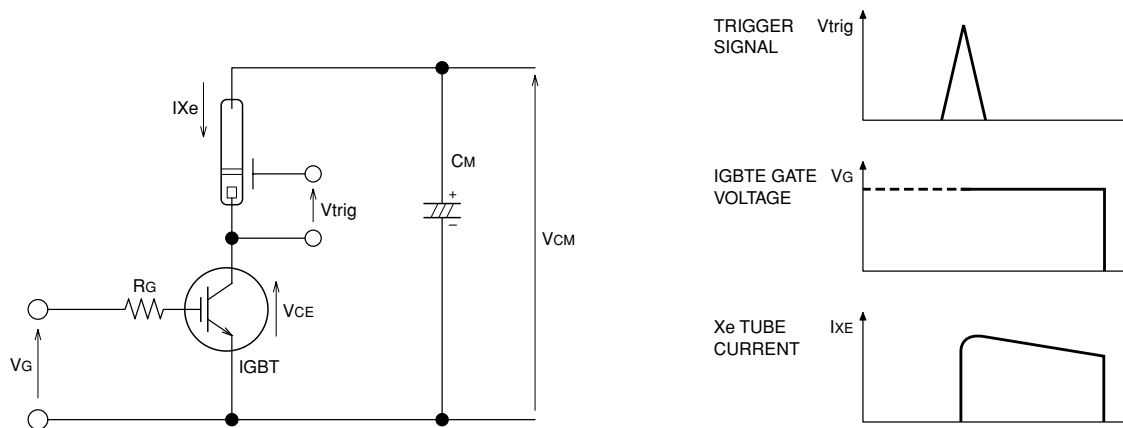 IXe
Vtrig
CM
+
−
VCM
RG
VCE
IGBT
VG
TRIGGER
SIGNAL
Vtrig
IGBTE GATE
VOLTAGE
VG
Xe TUBE
CURRENT
IXE